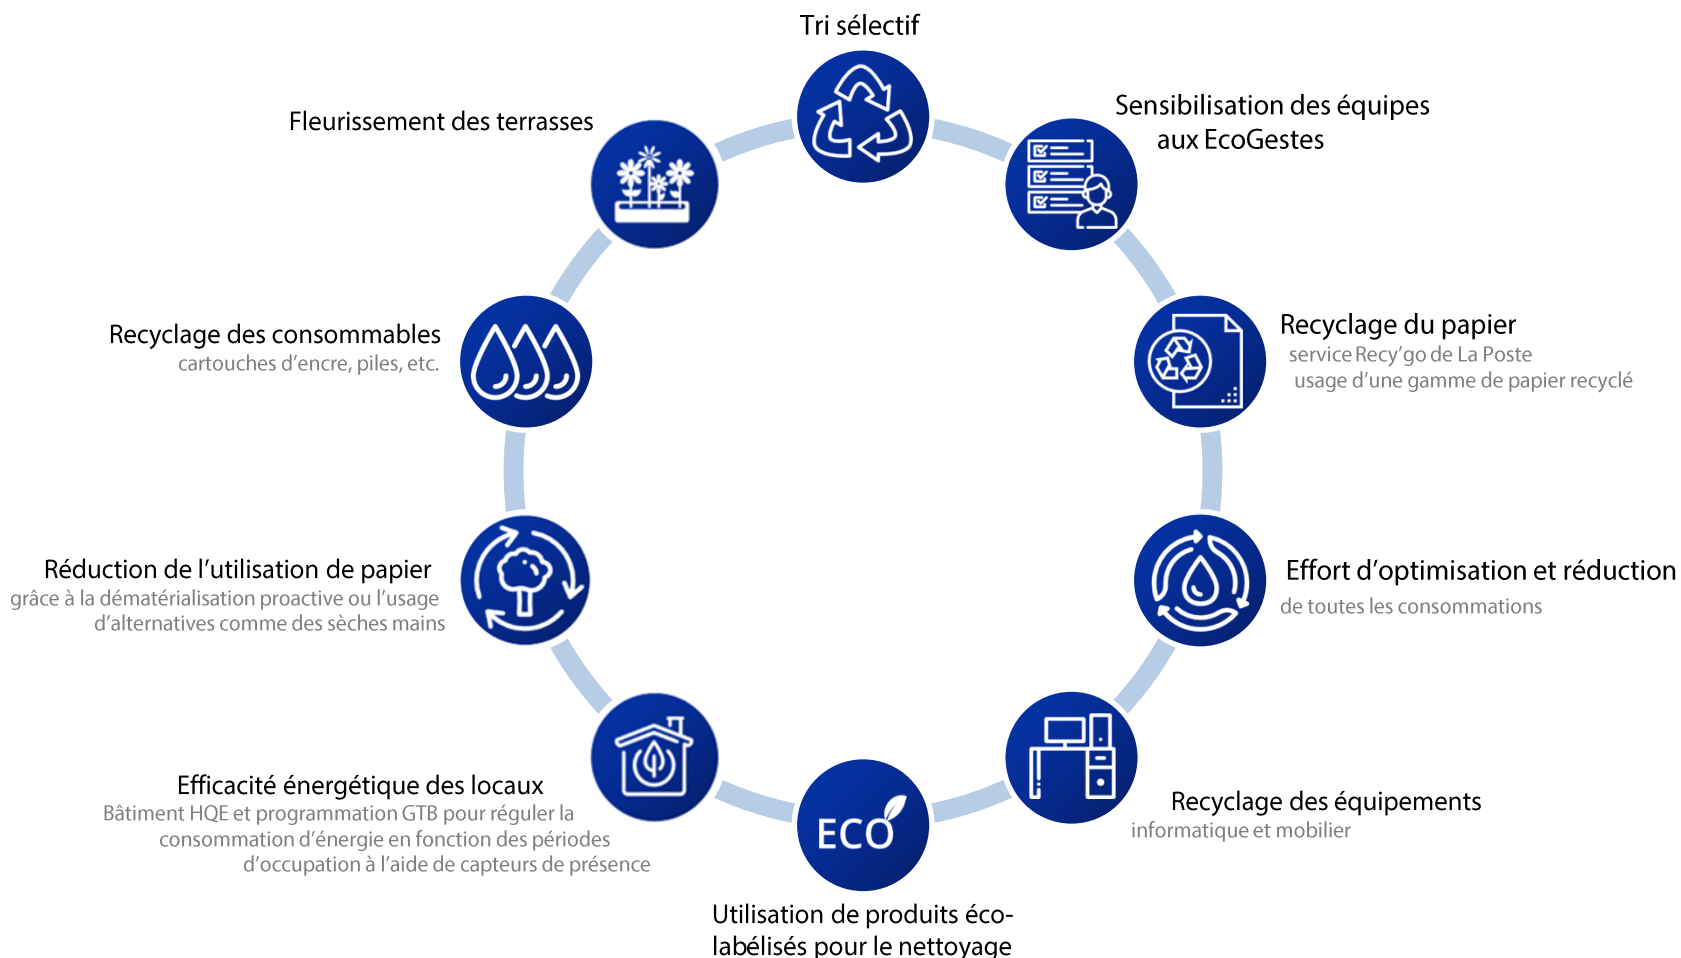 Tri sélectif
Sensibilisation des équipes
aux EcoGestes
Recyclage du papier
service Recy'go de La Poste
usage d'une gamme de papier recyclé
Effort d'optimisation et réduction
de toutes les consommations
Recyclage des équipements
informatique et mobilier
ECO
Utilisation de produits éco-
labélisés pour le nettoyage
Efficacité énergétique des locaux
Bâtiment HQE et programmation GTB pour réguler la
consommation d'énergie en fonction des périodes
d'occupation à l'aide de capteurs de présence
Réduction de l'utilisation de papier
grâce à la dématérialisation proactive ou l'usage
d'alternatives comme des sèches mains
Recyclage des consommables
cartouches d'encre, piles, etc.
Fleurissement des terrasses